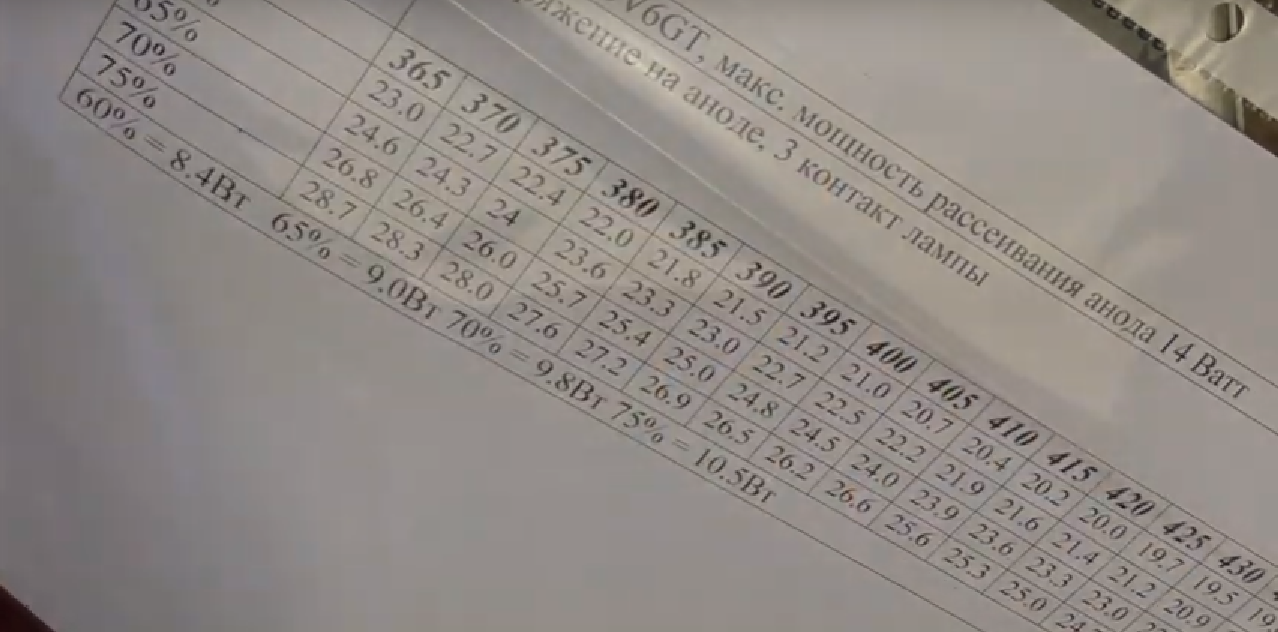 V6GT, макс. мощность рассеивания анода 14 Ватт
на аноде, 3 контакт лампы
365 370 375 380 385 390 395 400 405 410 415 420 425 430
23.0 22.7 22.4 22.0 21.8 21.5 21.2 21.0 20.7 20.4 20.2 20.0 19.7 19.5
65% 24.6 24.3 24 23.6 23.3 23.0 22.7 22.5 22.2 21.9 21.6 21.4 21.2 20.9
70% 26.8 26.4 26.0 25.7 25.4 25.0 24.8 24.5 24.0 23.9 23.6 23.3 23.0
75% 28.7 28.3 28.0 27.6 27.2 26.9 26.5 26.2 26.6 25.6 25.3 25.0
60% = 8.4Вт 65% = 9.0Вт 70% = 9.8Вт 75% = 10.5Вт